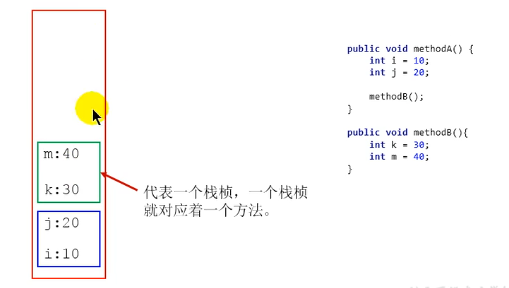 m:40
k:30
j:20
i:10
代表一个栈桢，一个栈桢
就对应着一个方法。
public void methodA() {
int i = 10;
int j = 20;
methodB();
}
public void methodB(){
int k = 30;
int m = 40;
}